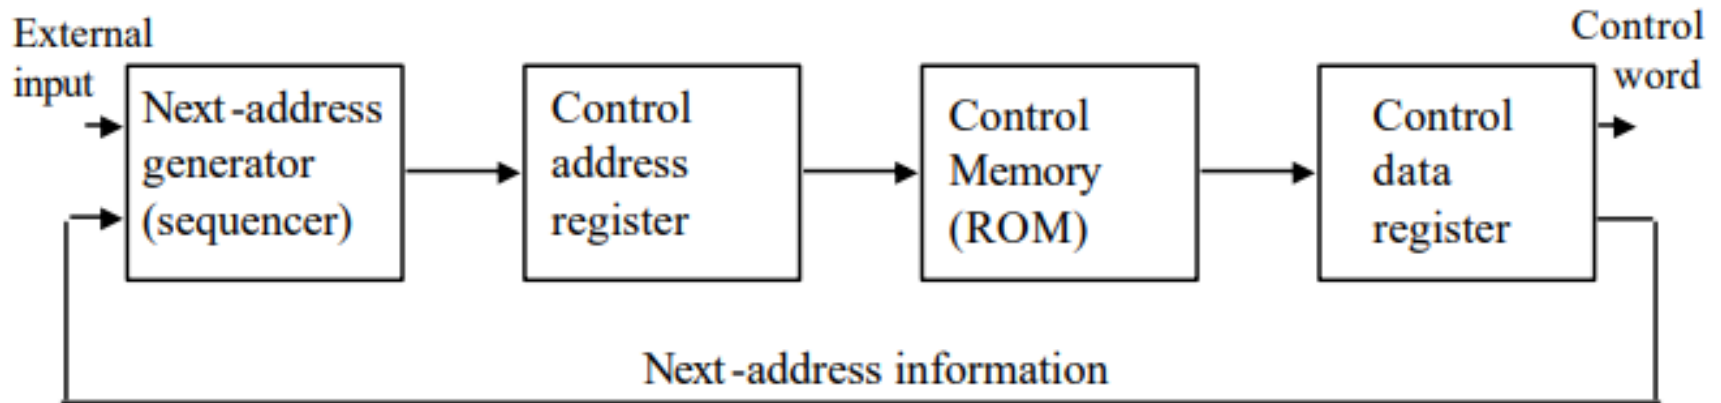 External
input
Next-address
generator
(sequencer)
Control
address
register
Control
Memory
(ROM)
Control
data
register
Control
word
Next-address information